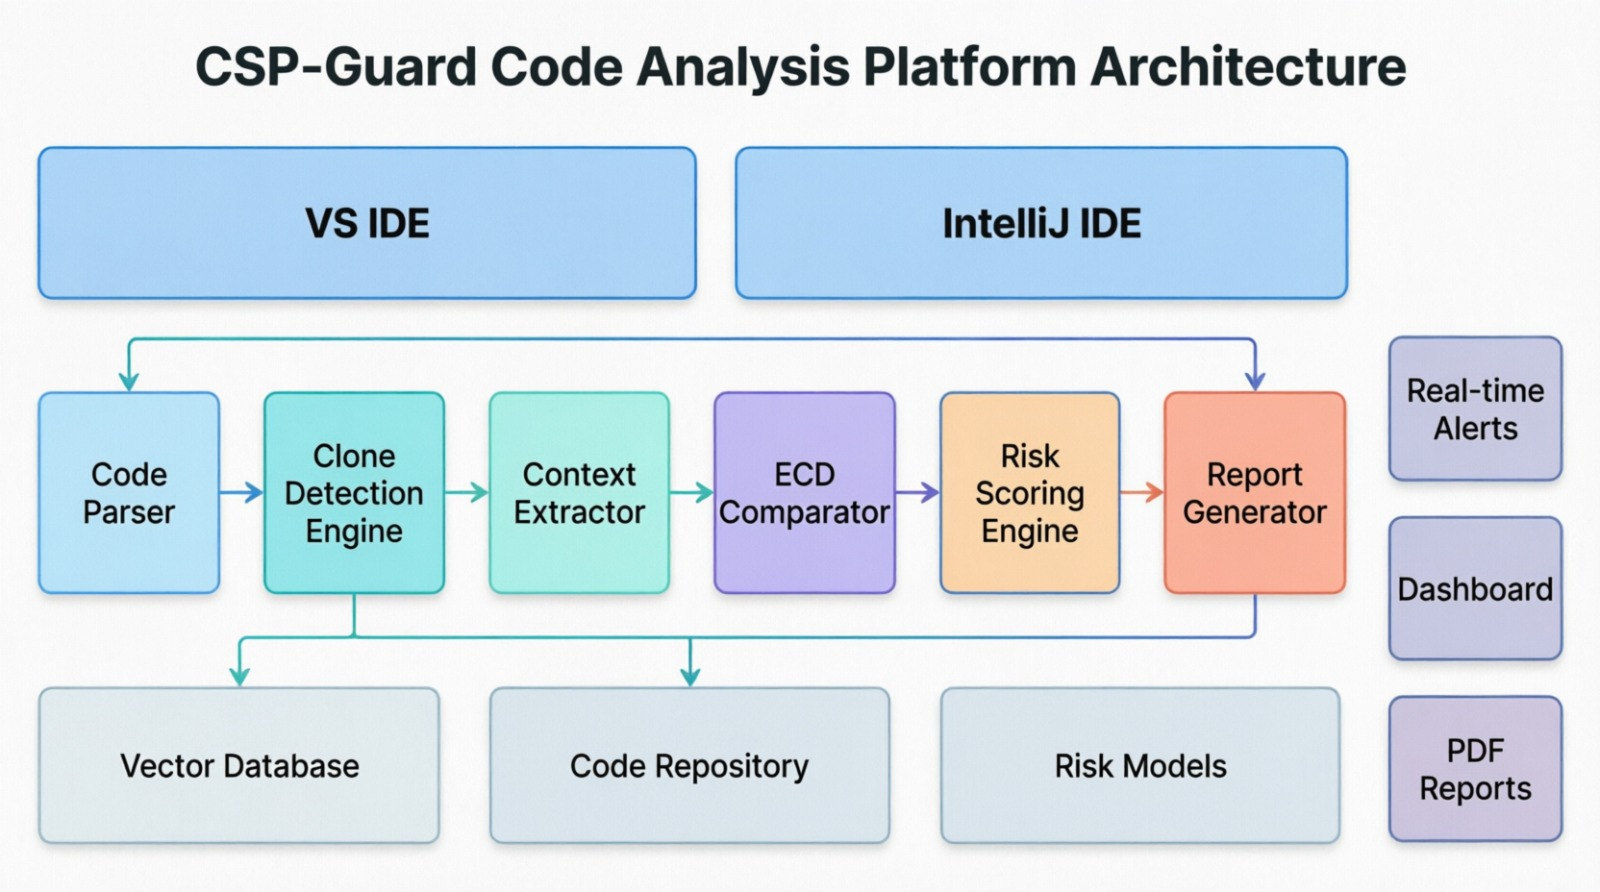 CSP-Guard Code Analysis Platform Architecture
VS IDE
IntelliJ IDE
Code
Parser
Clone
Detection
Engine
Context
Extractor
ECD
Comparator
Risk
Scoring
Engine
Report
Generator
Real-time
Alerts
Dashboard
PDF
Reports
Vector Database
Code Repository
Risk Models